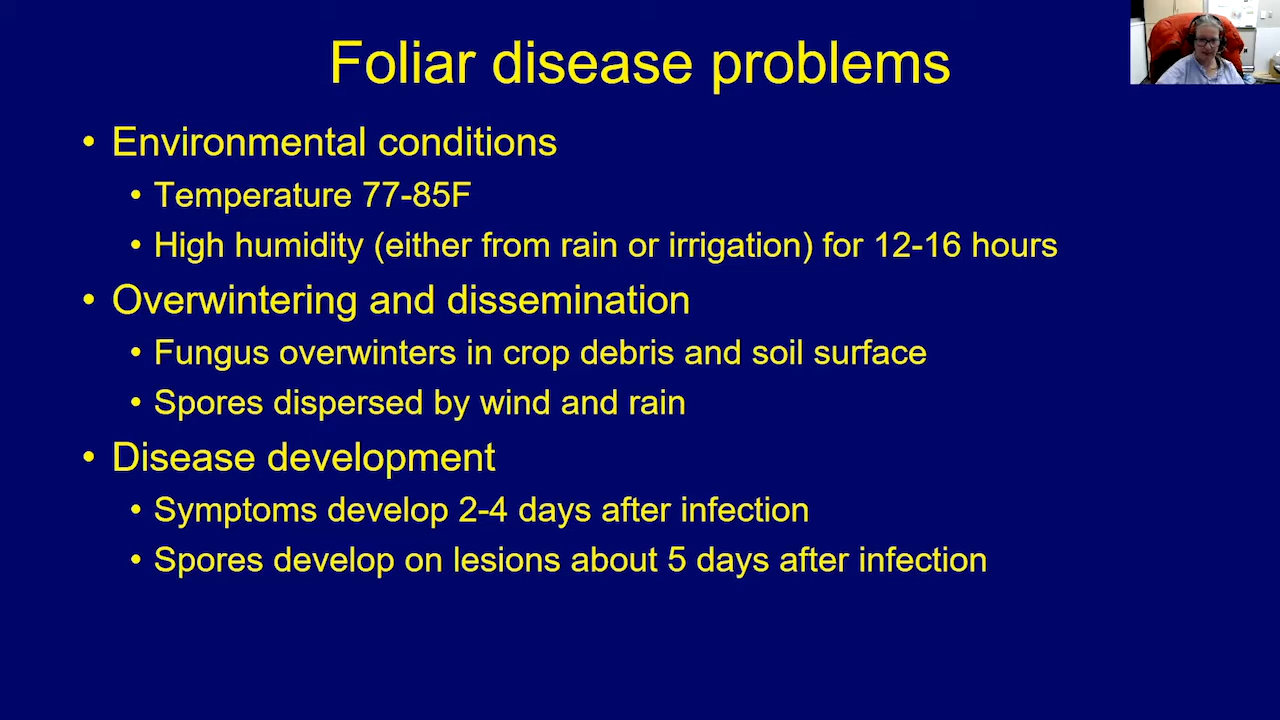 Foliar disease problems
• Environmental conditions
• Temperature 77-85F
• High humidity (either from rain or irrigation) for 12-16 hours
• Overwintering and dissemination
• Fungus overwinters in crop debris and soil surface
• Spores dispersed by wind and rain
• Disease development
• Symptoms develop 2-4 days after infection
• Spores develop on lesions about 5 days after infection